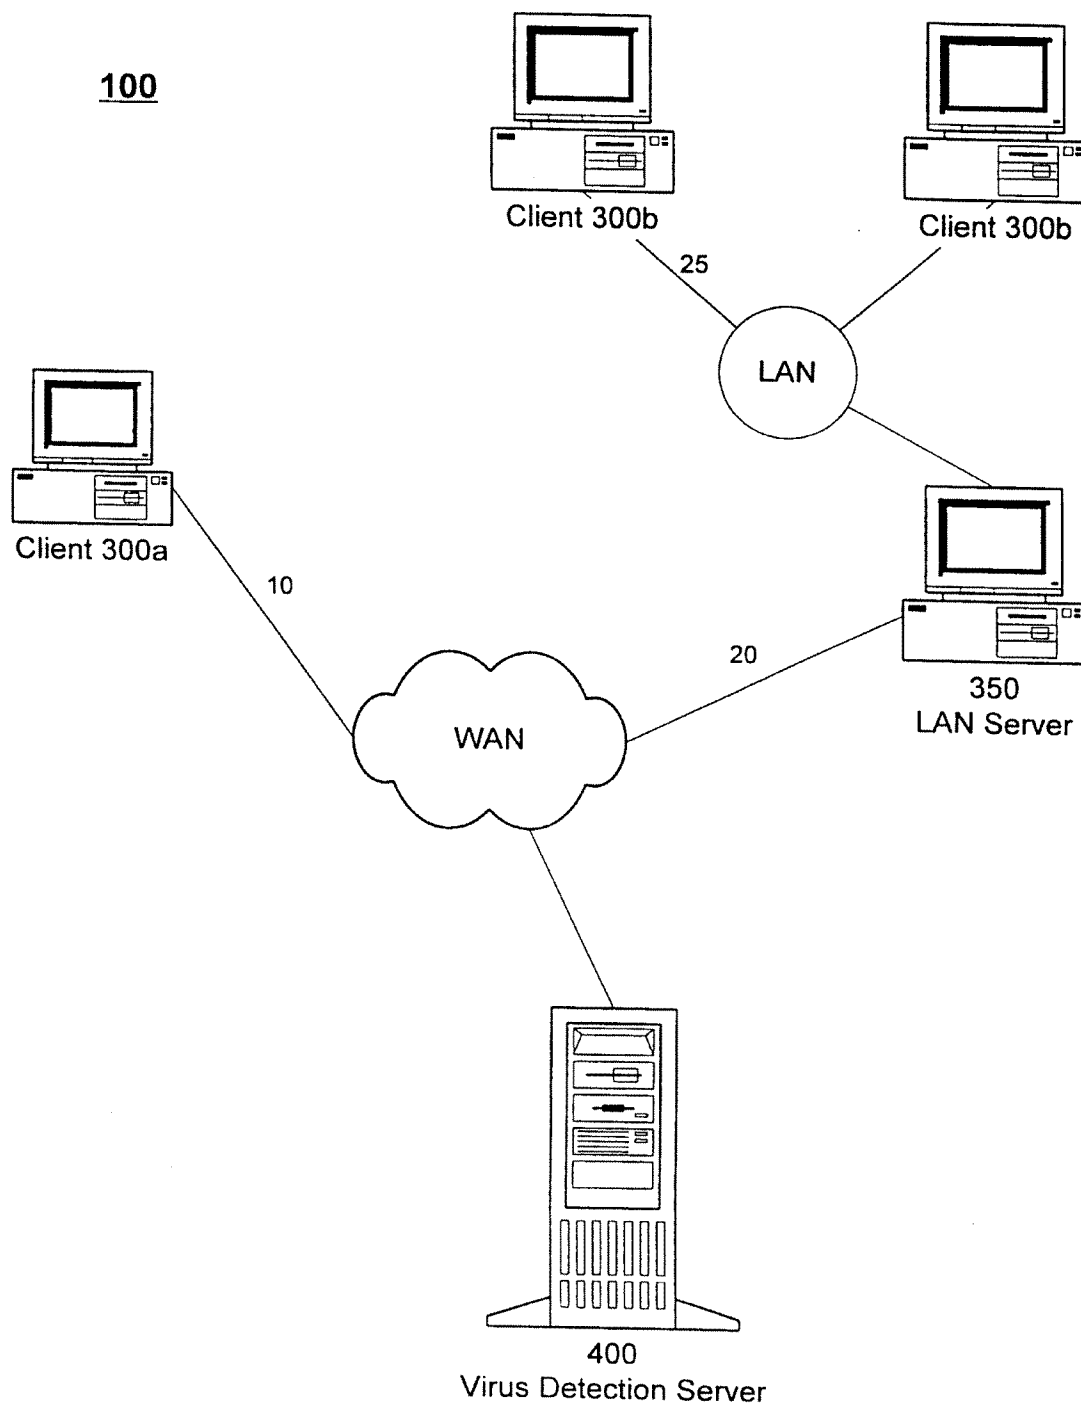 100
Client 300b
Client 300b
25
LAN
Client 300a
10
20
350
LAN Server
WAN
400
Virus Detection Server